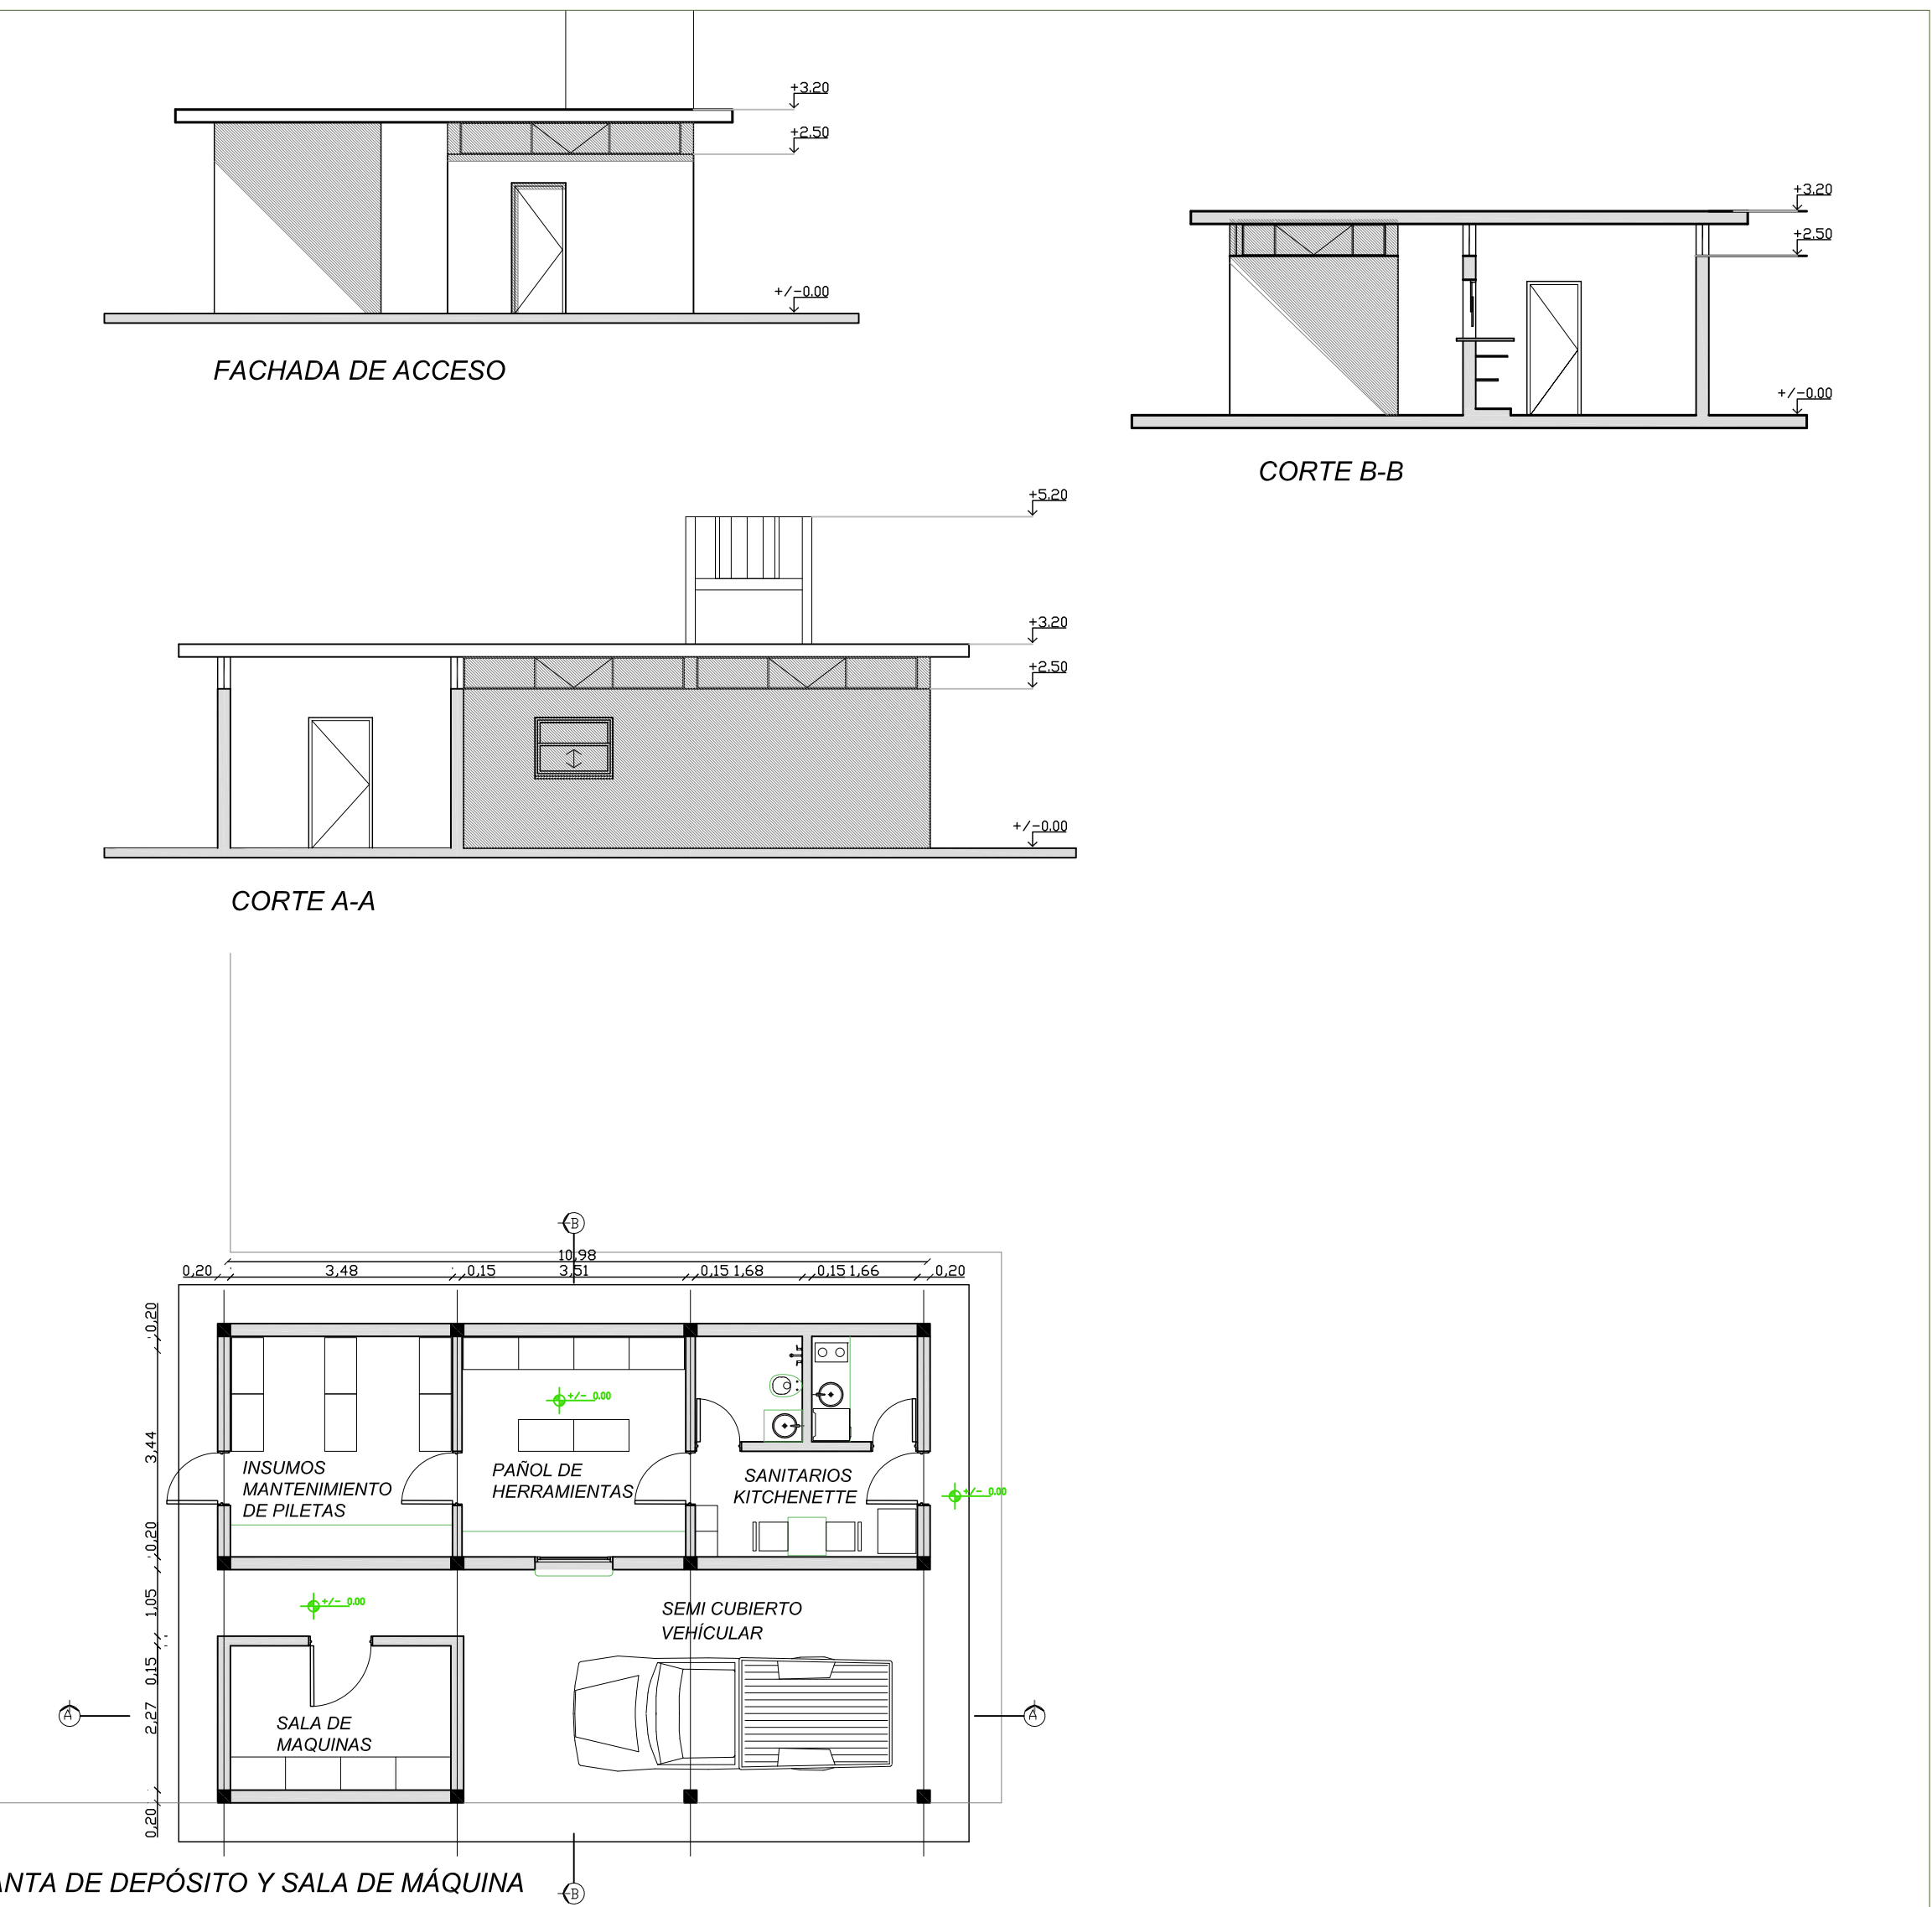 +3.20
+2.50
+/-0.00
FACHADA DE ACCESO
+3.20
+2.50
+/-0.00
CORTE B-B
+5.20
+3.20
+2.50
+/-0.00
CORTE A-A
B
10,98
0,20 3,48 0,15 3,51 0,15 1,68 0,15 1,66 0,20
0,20
3,44
0,20
1,05
0,15
2,27
0,20
+/- 0.00
INSUMOS
MANTENIMIENTO
DE PILETAS
PAÑOL DE
HERRAMIENTAS
SANITARIOS
KITCHENETTE
+/- 0.00
+/- 0.00
SEMI CUBIERTO
VEHÍCULAR
SALA DE
MAQUINAS
A
A
ANTA DE DEPÓSITO Y SALA DE MÁQUINA
B